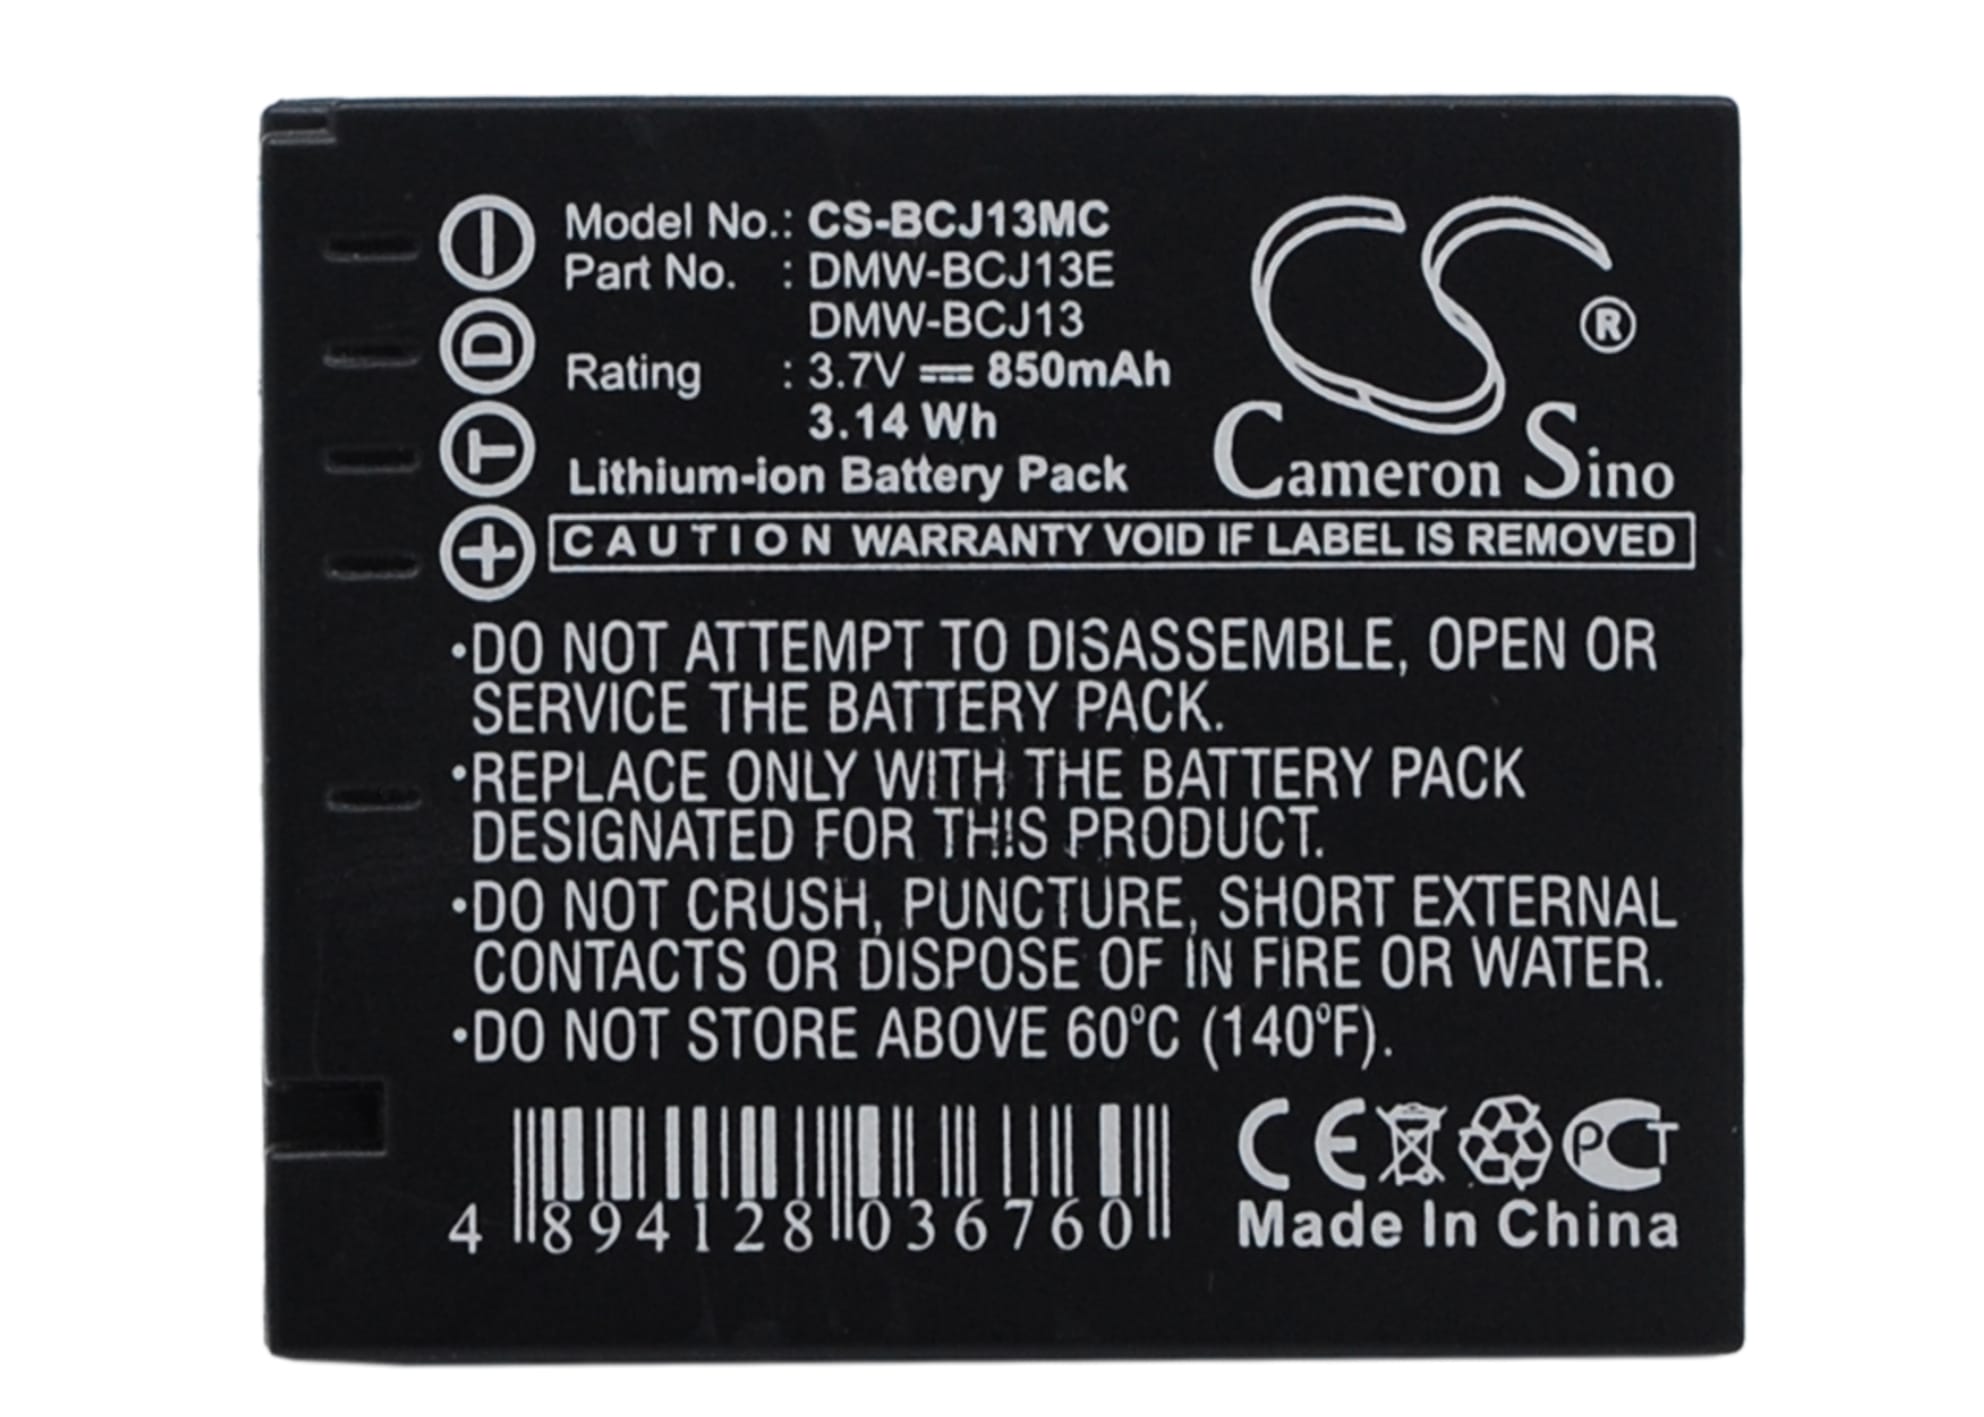 Model No.: CS-BCJ13MC
Part No. : DMW-BCJ13E
DMW-BCJ13
Rating : 3.7V ⎓ 850mAh
3.14 Wh
Lithium-ion Battery Pack
− D T +
CS ®
Cameron Sino
CAUTION WARRANTY VOID IF LABEL IS REMOVED
•DO NOT ATTEMPT TO DISASSEMBLE, OPEN OR
SERVICE THE BATTERY PACK.
•REPLACE ONLY WITH THE BATTERY PACK
DESIGNATED FOR THIS PRODUCT.
•DO NOT CRUSH, PUNCTURE, SHORT EXTERNAL
CONTACTS OR DISPOSE OF IN FIRE OR WATER.
•DO NOT STORE ABOVE 60°C (140°F).
4 894128 036760
CE PCT
Made In China